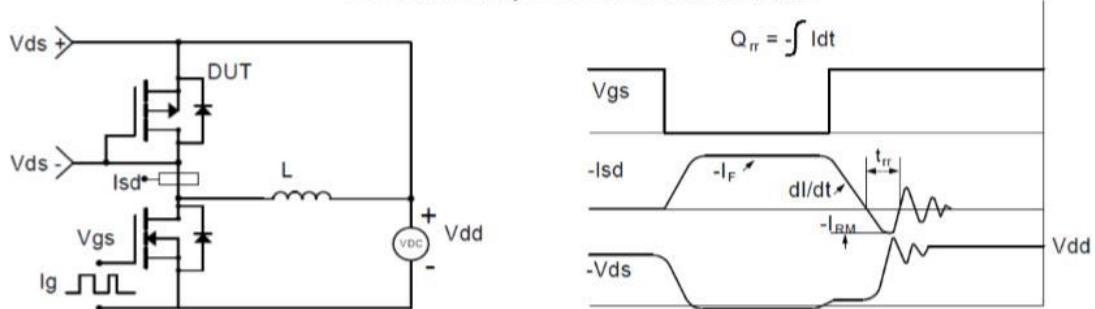 Vds +
DUT
Vds -
Isd
L
+
Vgs
VDC
Vdd
-
Ig
Qrr = -∫ Idt
Vgs
-Isd
-IF
dI/dt
trr
-IRM
-Vds
Vdd